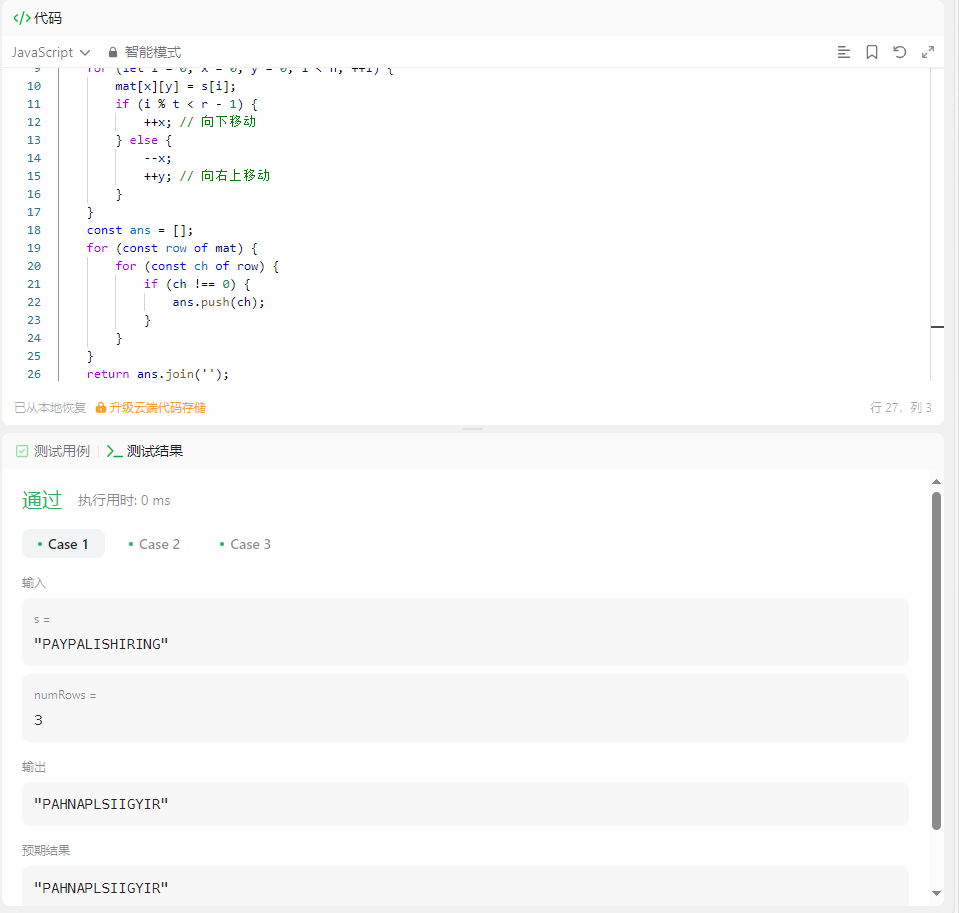 </> 代码
JavaScript 智能模式
9 for (let i = 0, x = 0, y = 0; i < n; ++i) {
10 mat[x][y] = s[i];
11 if (i % t < r - 1) {
12 ++x; // 向下移动
13 } else {
14 --x;
15 ++y; // 向右上移动
16 }
17 }
18 const ans = [];
19 for (const row of mat) {
20 for (const ch of row) {
21 if (ch !== 0) {
22 ans.push(ch);
23 }
24 }
25 }
26 return ans.join('');
已从本地恢复 升级云端代码存储 行 27, 列 3
测试用例 | >_ 测试结果
通过 执行用时: 0 ms
• Case 1 • Case 2 • Case 3
输入
s =
"PAYPALISHIRING"
numRows =
3
输出
"PAHNAPLSIIGYIR"
预期结果
"PAHNAPLSIIGYIR"